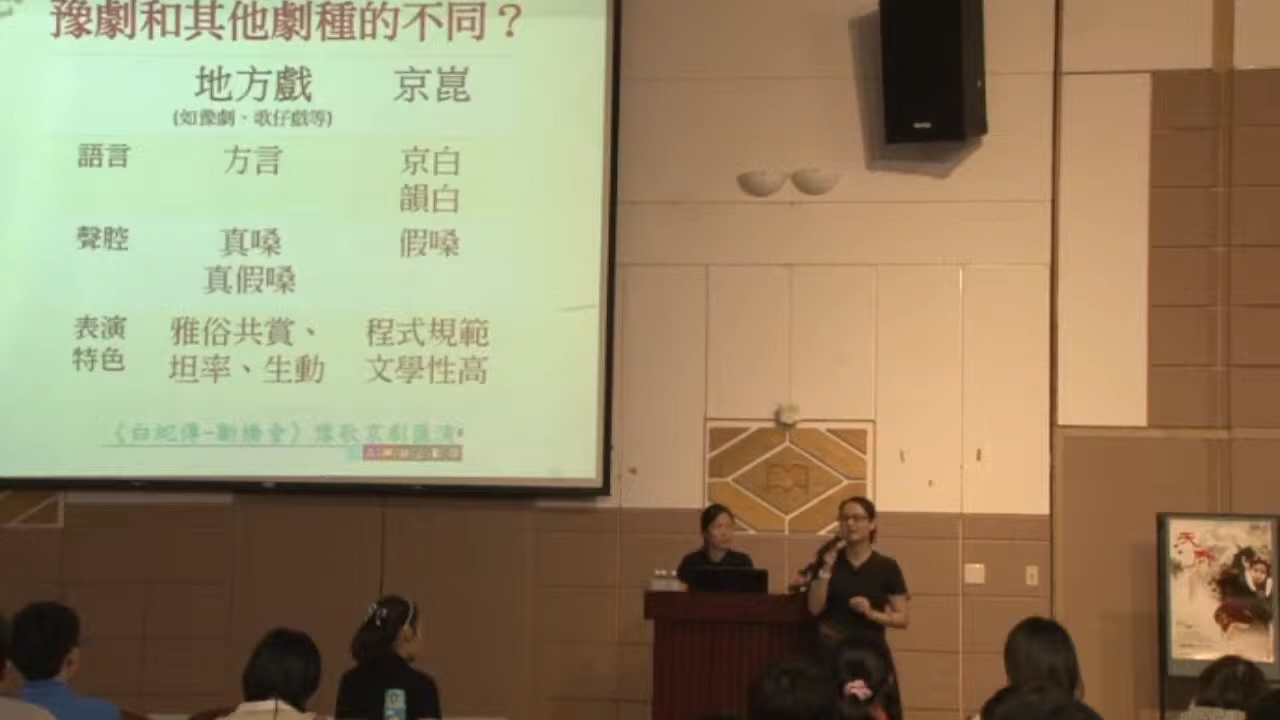 豫劇和其他劇種的不同？
地方戲 京崑
(如豫劇、歌仔戲等)
語言 方言 京白
韻白
聲腔 真嗓 假嗓
真假嗓
表演 雅俗共賞、 程式規範
特色 坦率、生動 文學性高
《白蛇傳-斷橋會》豫歌京劇匯演